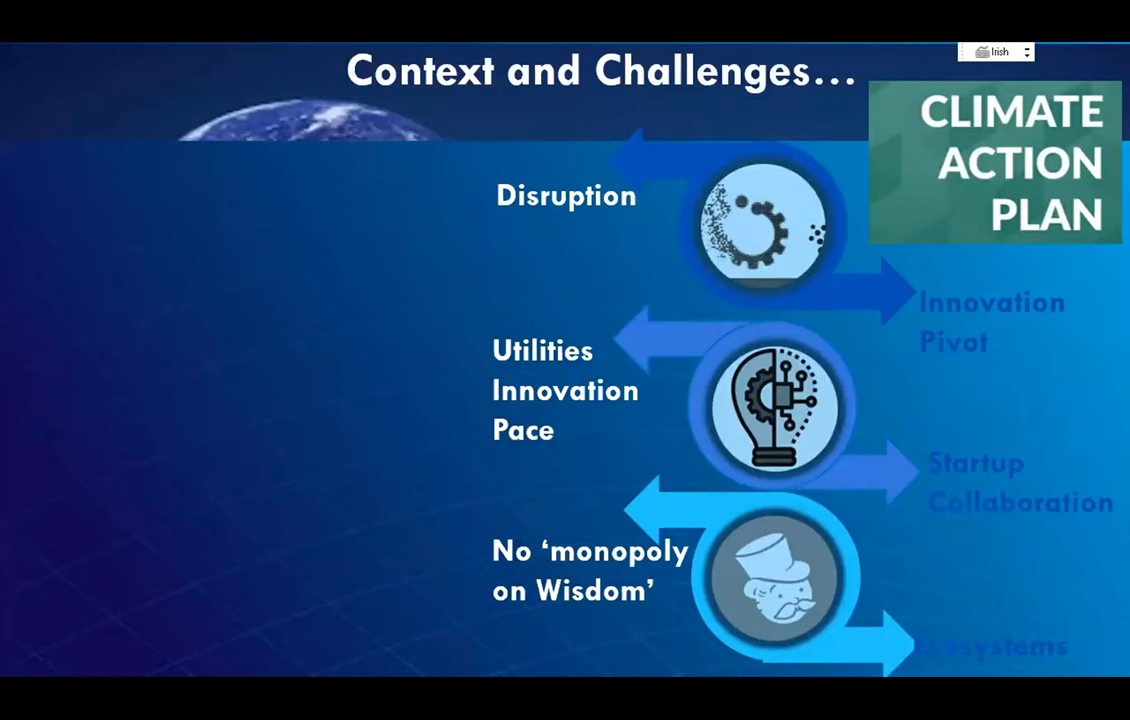 Context and Challenges...
Irish
CLIMATE
ACTION
PLAN
Disruption
Innovation
Pivot
Utilities
Innovation
Pace
Startup
Collaboration
No ‘monopoly
on Wisdom’
Ecosystems